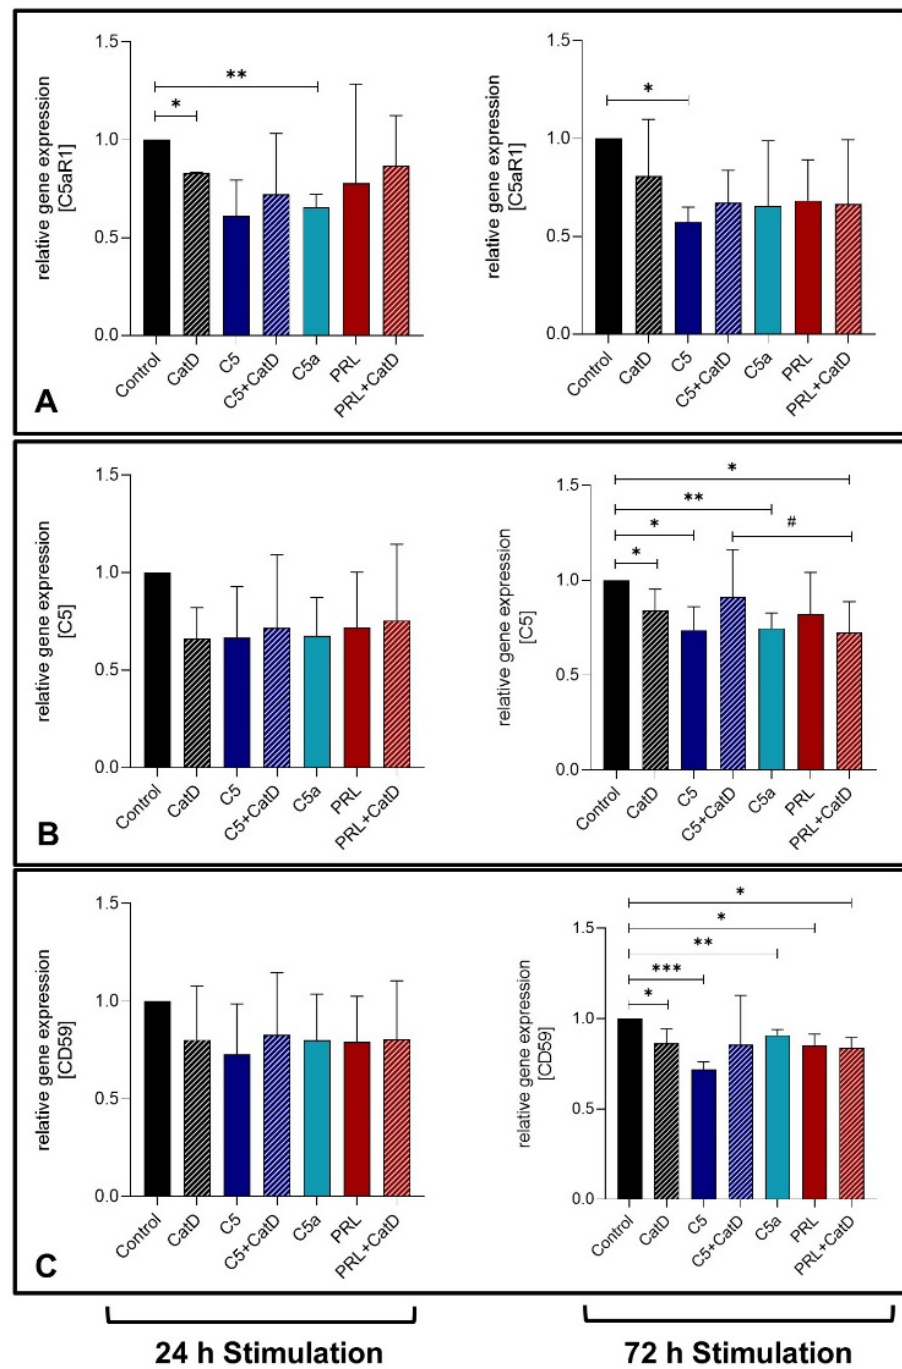 relative gene expression
[C5aR1]
1.5
1.0
0.5
0.0
**
*
Control
CatD
C5
C5+CatD
C5a
PRL
PRL+CatD
relative gene expression
[C5aR1]
1.5
1.0
0.5
0.0
*
Control
CatD
C5
C5+CatD
C5a
PRL
PRL+CatD
A
relative gene expression
[C5]
1.5
1.0
0.5
0.0
Control
CatD
C5
C5+CatD
C5a
PRL
PRL+CatD
relative gene expression
[C5]
1.5
1.0
0.5
0.0
*
**
*
#
*
Control
CatD
C5
C5+CatD
C5a
PRL
PRL+CatD
B
relative gene expression
[CD59]
1.5
1.0
0.5
0.0
Control
CatD
C5
C5+CatD
C5a
PRL
PRL+CatD
relative gene expression
[CD59]
1.5
1.0
0.5
0.0
*
*
**
***
*
Control
CatD
C5
C5+CatD
C5a
PRL
PRL+CatD
C
24 h Stimulation
72 h Stimulation